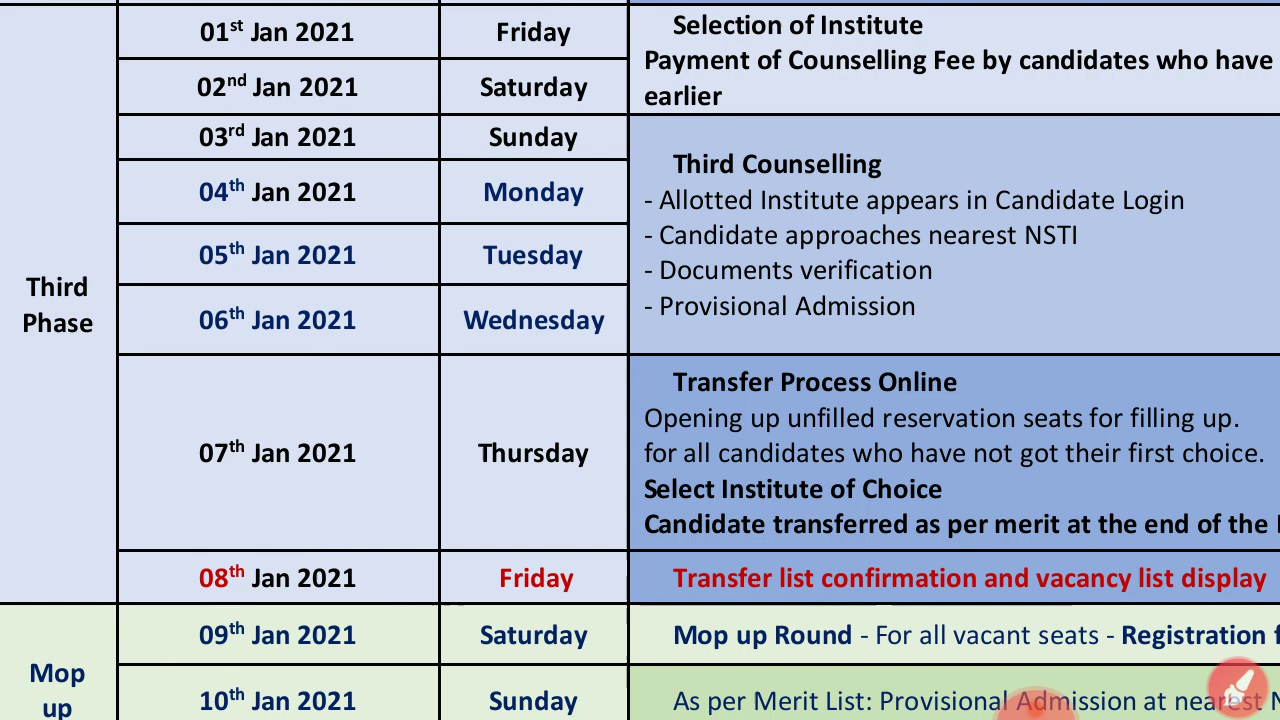 01st Jan 2021 Friday Selection of Institute
Payment of Counselling Fee by candidates who have
02nd Jan 2021 Saturday
earlier
03rd Jan 2021 Sunday
Third Counselling
04th Jan 2021 Monday
- Allotted Institute appears in Candidate Login
- Candidate approaches nearest NSTI
05th Jan 2021 Tuesday
- Documents verification
Third
Phase
- Provisional Admission
06th Jan 2021 Wednesday
Transfer Process Online
Opening up unfilled reservation seats for filling up.
07th Jan 2021 Thursday
for all candidates who have not got their first choice.
Select Institute of Choice
Candidate transferred as per merit at the end of the
08th Jan 2021 Friday Transfer list confirmation and vacancy list display
09th Jan 2021 Saturday Mop up Round - For all vacant seats - Registration
Mop
up
10th Jan 2021 Sunday As per Merit List: Provisional Admission at nearest